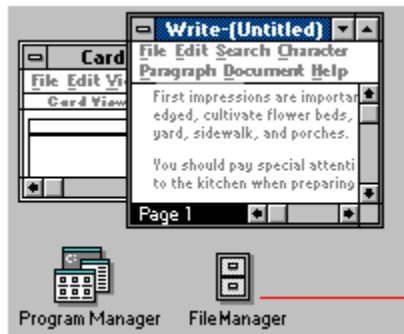 Write-(Untitled)
File Edit Search Character
Paragraph Document Help
First impressions are importan
edged, cultivate flower beds,
yard, sidewalk, and porches.
You should pay special attenti
to the kitchen when preparing
Page 1
Card
File Edit Vi
Card View
Program Manager
File Manager